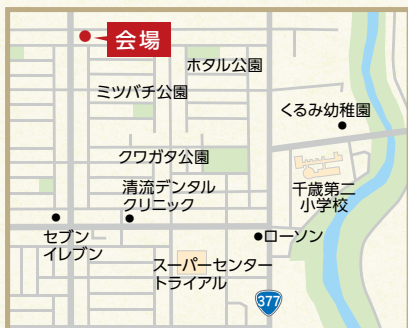 会場
ホタル公園
ミツバチ公園
くるみ幼稚園
クワガタ公園
千歳第二
小学校
清流デンタル
クリニック
セブン
イレブン
ローソン
スーパーセンター
トライアル
377